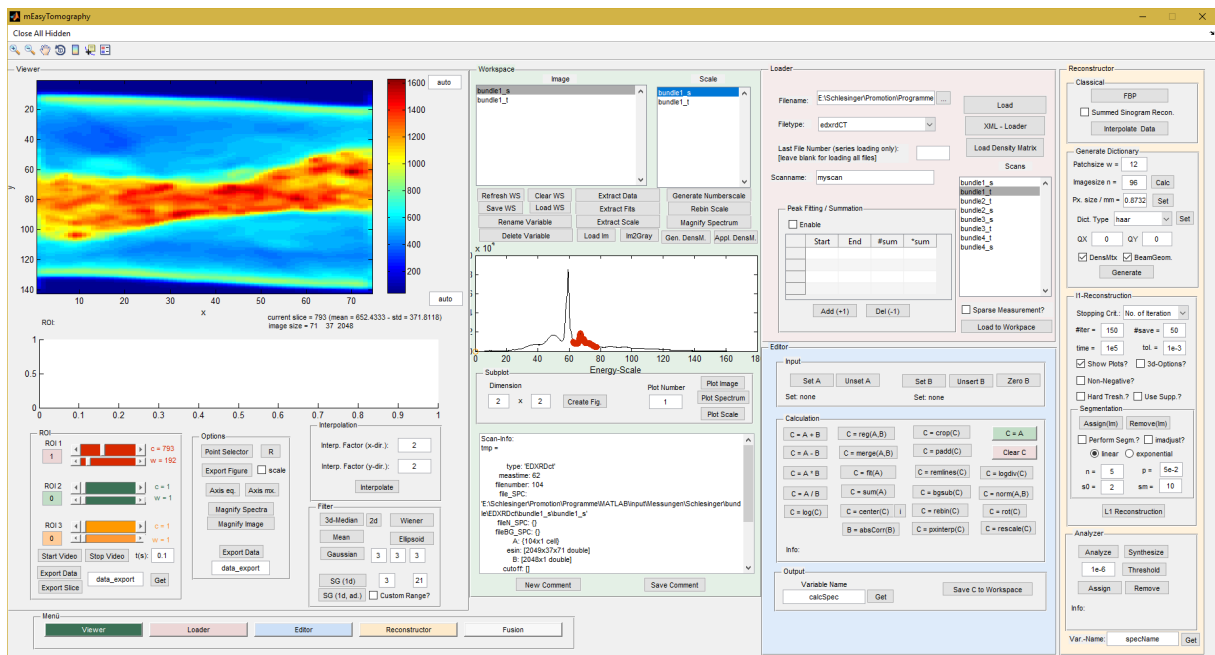 mEasyTomography
Close All Hidden
Viewer
1600
1400
1200
1000
800
600
400
200
auto
auto
20
40
60
80
100
120
140
y
10 20 30 40 50 60 70
x
ROI:
current slice = 793 (mean = 652.4333 - std = 371.8118)
image size = 71 37 2048
1
0.5
0
0 0.1 0.2 0.3 0.4 0.5 0.6 0.7 0.8 0.9 1
ROI
ROI 1
1
c = 793
w = 192
ROI 2
0
c = 1
w = 1
ROI 3
0
c = 1
w = 1
Start Video Stop Video t(s): 0.1
Export Data
Export Slice
data_export
Get
Options
Point Selector R
Export Figure scale
Axis eq. Axis mx.
Magnify Spectra
Magnify Image
Export Data
data_export
Interpolation
Interp. Factor (x-dir.): 2
Interp. Factor (y-dir.): 2
Interpolate
Filter
3d-Median 2d Wiener
Mean Ellipsoid
Gaussian 3 3 3
SG (1d) 3 21
SG (1d, ad.) Custom Range?
Menü
Viewer Loader Editor Reconstructor Fusion
Workspace
Image
bundle1_s
bundle1_t
Scale
bundle1_s
bundle1_t
Refresh WS Clear WS Extract Data Generate Numberscale
Save WS Load WS Extract Fits Rebin Scale
Rename Variable Extract Scale Magnify Spectrum
Delete Variable Load Im Im2Gray Gen. DensM. Appl. DensM.
0 20 40 60 80 100 120 140 160 18
Energy-Scale
Subplot
Dimension
2 x 2
Create Fig.
Plot Number
1
Plot Image
Plot Spectrum
Plot Scale
Scan-Info:
tmp =
type: 'EDXRDct'
meastime: 62
filenumber: 104
file_SPC:
'E:\Schlesinger\Promotion\Programme\MATLAB\input\Messungen\Schlesinger\bund
le\EDXRDct\bundle1_s\bundle1_s'
fileN_SPC: {}
fileBG_SPC: {}
A: {104x1 cell}
esin: [2049x37x71 double]
B: [2048x1 double]
cutoff: []
New Comment Save Comment
Loader
Filename: E:\Schlesinger\Promotion\Programme ...
Filetype: edxrdCT
Last File Number (series loading only):
[leave blank for loading all files]
Scanname: myscan
Load
XML - Loader
Load Density Matrix
Scans
bundle1_s
bundle1_t
bundle2_t
bundle2_s
bundle3_s
bundle3_t
bundle4_t
bundle4_s
Peak Fitting / Summation
Enable
Start End #sum *sum
Add (+1) Del (-1)
Sparse Measurement?
Load to Workpace
Editor
Input
Set A Unset A Set B Unsert B Zero B
Set: none Set: none
Calculation
C = A + B C = reg(A,B) C = crop(C) C = A
C = A - B C = merge(A,B) C = padd(C) Clear C
C = A * B C = fit(A) C = remlines(C) C = logdiv(C)
C = A / B C = sum(A) C = bgsub(C) C = norm(A,B)
C = log(C) C = center(C) i C = rebin(C) C = rot(C)
B = absCorr(B) C = pxinterp(C) C = rescale(C)
Info:
Output
Variable Name
calcSpec Get
Save C to Workspace
Reconstructor
Classical
FBP
Summed Sinogram Recon.
Interpolate Data
Generate Dictionary
Patchsize w = 12
Imagesize n = 96 Calc
Px. size / mm = 0.8732 Set
Dict. Type haar Set
QX 0 QY 0
DensMtx BeamGeom.
Generate
l1-Reconstruction
Stopping Crit.: No. of Iteration
#iter = 150 #save = 50
time = 1e5 tol. = 1e-3
Show Plots? 3d-Options?
Non-Negative?
Hard Tresh.? Use Supp.?
Segmentation
Assign(Im) Remove(Im)
Perform Segm.? imadjust?
linear exponential
n = 5 p = 5e-2
s0 = 2 sm = 10
L1 Reconstruction
Analyzer
Analyze Synthesize
1e-6 Threshold
Assign Remove
Info:
Var.-Name: specName Get